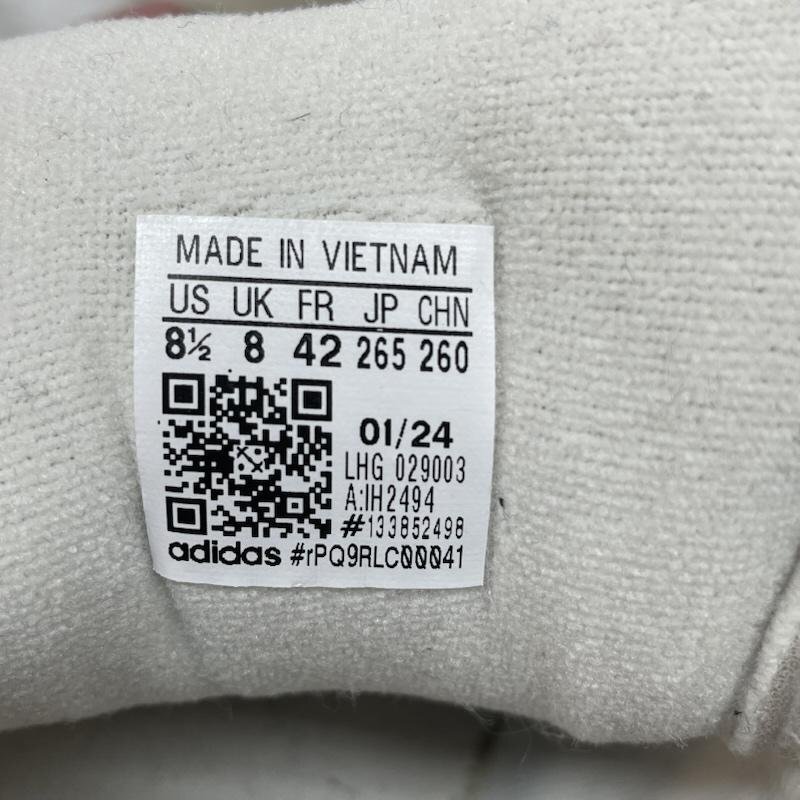 MADE IN VIETNAM
US UK FR JP CHN
8½ 8 42 265 260
01/24
LHG 029003
A:IH2494
#133852498
adidas #rPQ9RLC00041